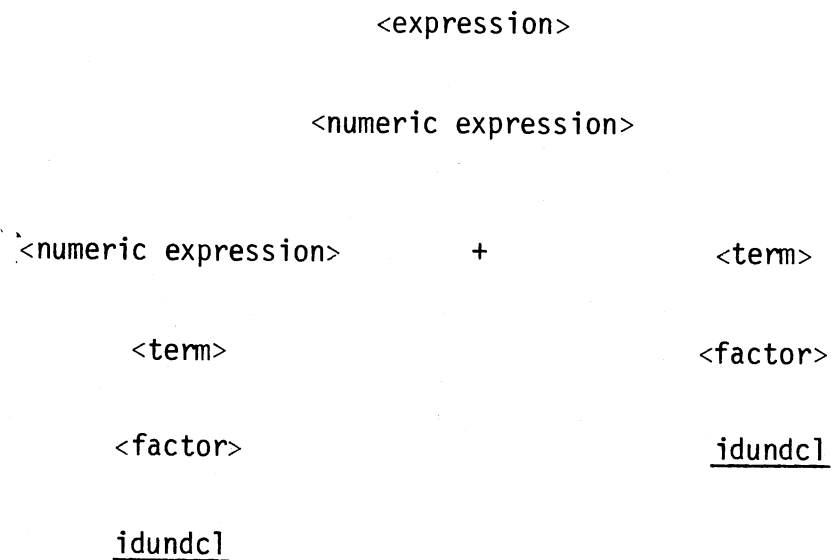 <expression>
<numeric expression>
<numeric expression> + <term>
<term> <factor>
<factor> idundcl
idundcl